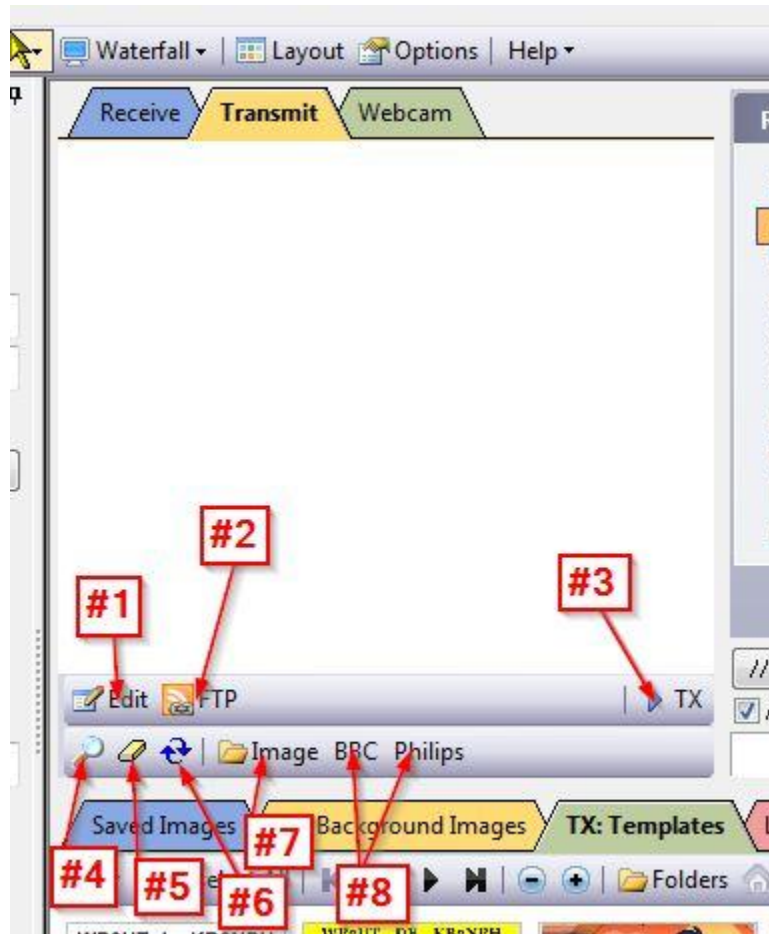 Waterfall Layout Options Help
Receive Transmit Webcam
#2
#3
#1
Edit FTP TX
Image BBC Philips
Saved Images Background Images TX: Templates
#7
#4 #5 #6 #8 Folders